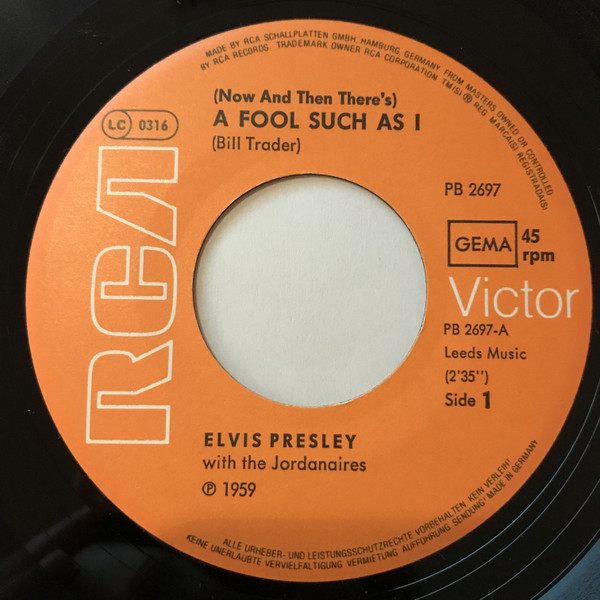 MADE BY RCA SCHALLPLATTEN GMBH, HAMBURG, GERMANY, FROM MASTERS OWNED OR CONTROLLED
BY RCA RECORDS TRADEMARK OWNER RCA CORPORATION TM(S) ® REG. MARCA(S) REGISTRADA(S)
(Now And Then There's)
A FOOL SUCH AS I
(Bill Trader)
LC 0316
RCA
PB 2697
GEMA 45 rpm
Victor
PB 2697-A
Leeds Music
(2'35'')
Side 1
ELVIS PRESLEY
with the Jordanaires
℗ 1959
ALLE URHEBER- UND LEISTUNGSSCHUTZRECHTE VORBEHALTEN. KEIN VERLEIH!
KEINE UNERLAUBTE VERVIELFÄLTIGUNG, VERMIETUNG, AUFFÜHRUNG, SENDUNG! MADE IN GERMANY